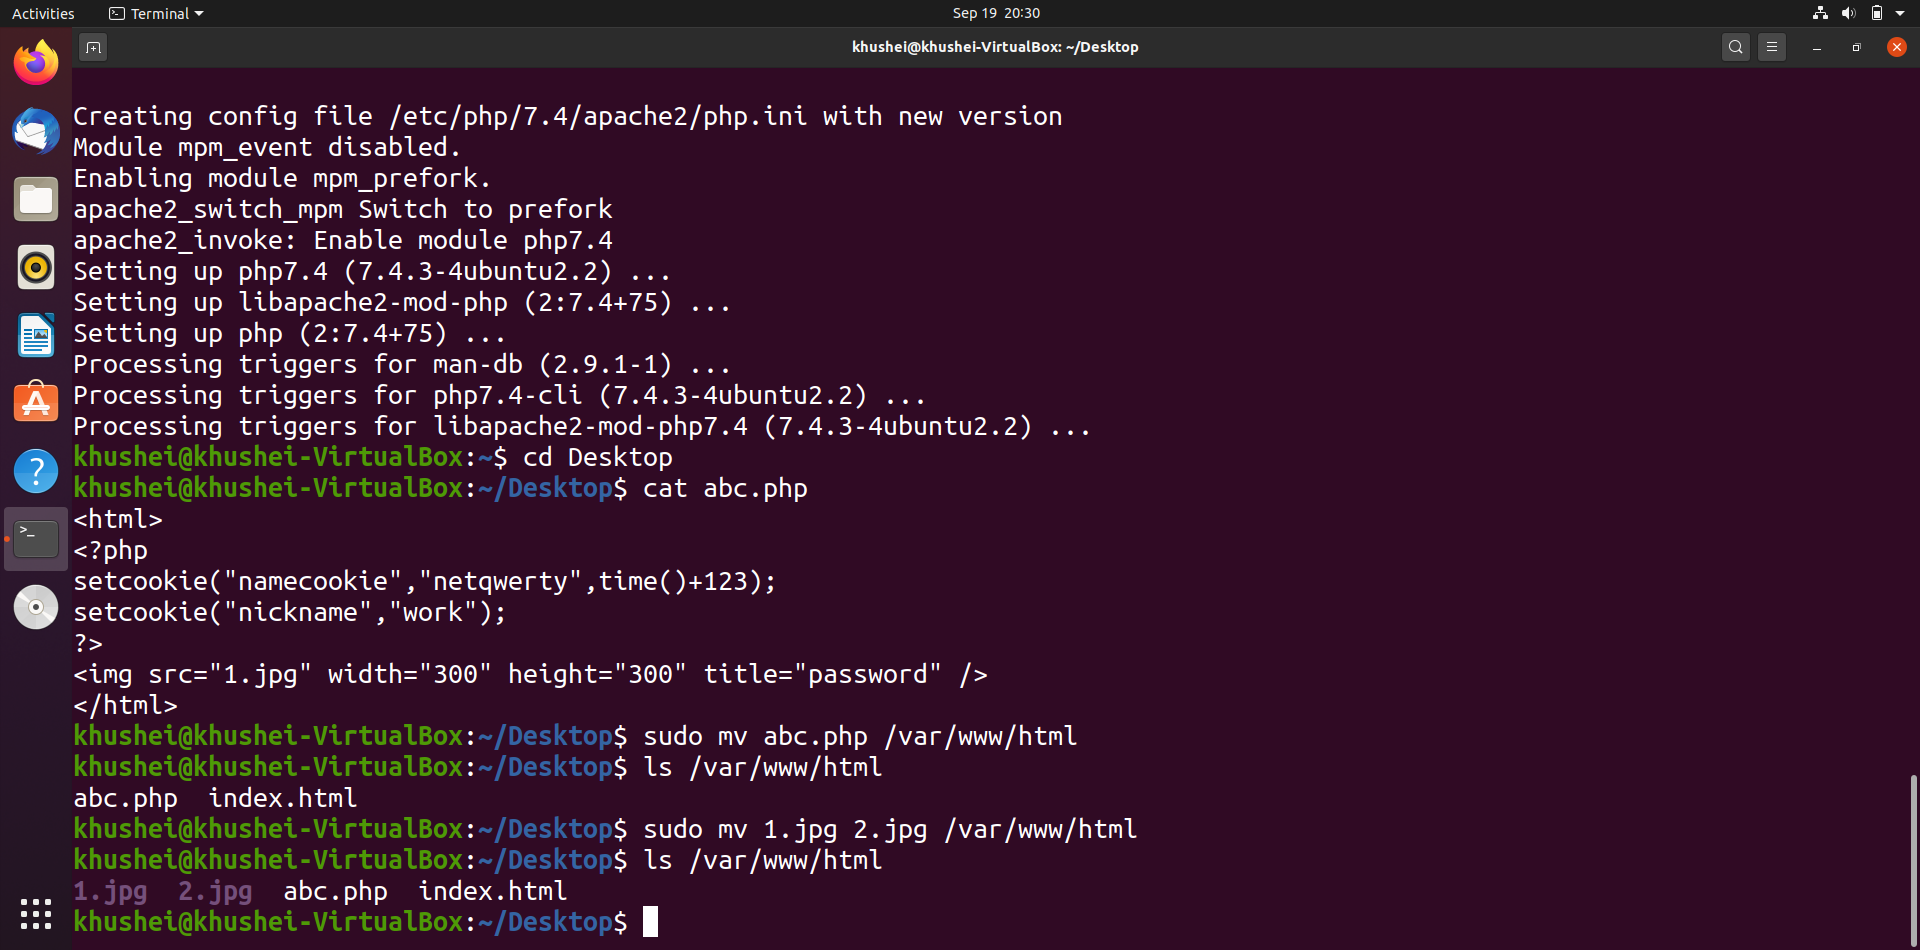 Activities
Terminal
Sep 19 20:30
khushei@khushei-VirtualBox: ~/Desktop
Creating config file /etc/php/7.4/apache2/php.ini with new version
Module mpm_event disabled.
Enabling module mpm_prefork.
apache2_switch_mpm Switch to prefork
apache2_invoke: Enable module php7.4
Setting up php7.4 (7.4.3-4ubuntu2.2) ...
Setting up libapache2-mod-php (2:7.4+75) ...
Setting up php (2:7.4+75) ...
Processing triggers for man-db (2.9.1-1) ...
Processing triggers for php7.4-cli (7.4.3-4ubuntu2.2) ...
Processing triggers for libapache2-mod-php7.4 (7.4.3-4ubuntu2.2) ...
khushei@khushei-VirtualBox:~$ cd Desktop
khushei@khushei-VirtualBox:~/Desktop$ cat abc.php
<html>
<?php
setcookie("namecookie","netqwerty",time()+123);
setcookie("nickname","work");
?>
<img src="1.jpg" width="300" height="300" title="password" />
</html>
khushei@khushei-VirtualBox:~/Desktop$ sudo mv abc.php /var/www/html
khushei@khushei-VirtualBox:~/Desktop$ ls /var/www/html
abc.php  index.html
khushei@khushei-VirtualBox:~/Desktop$ sudo mv 1.jpg 2.jpg /var/www/html
khushei@khushei-VirtualBox:~/Desktop$ ls /var/www/html
1.jpg  2.jpg  abc.php  index.html
khushei@khushei-VirtualBox:~/Desktop$